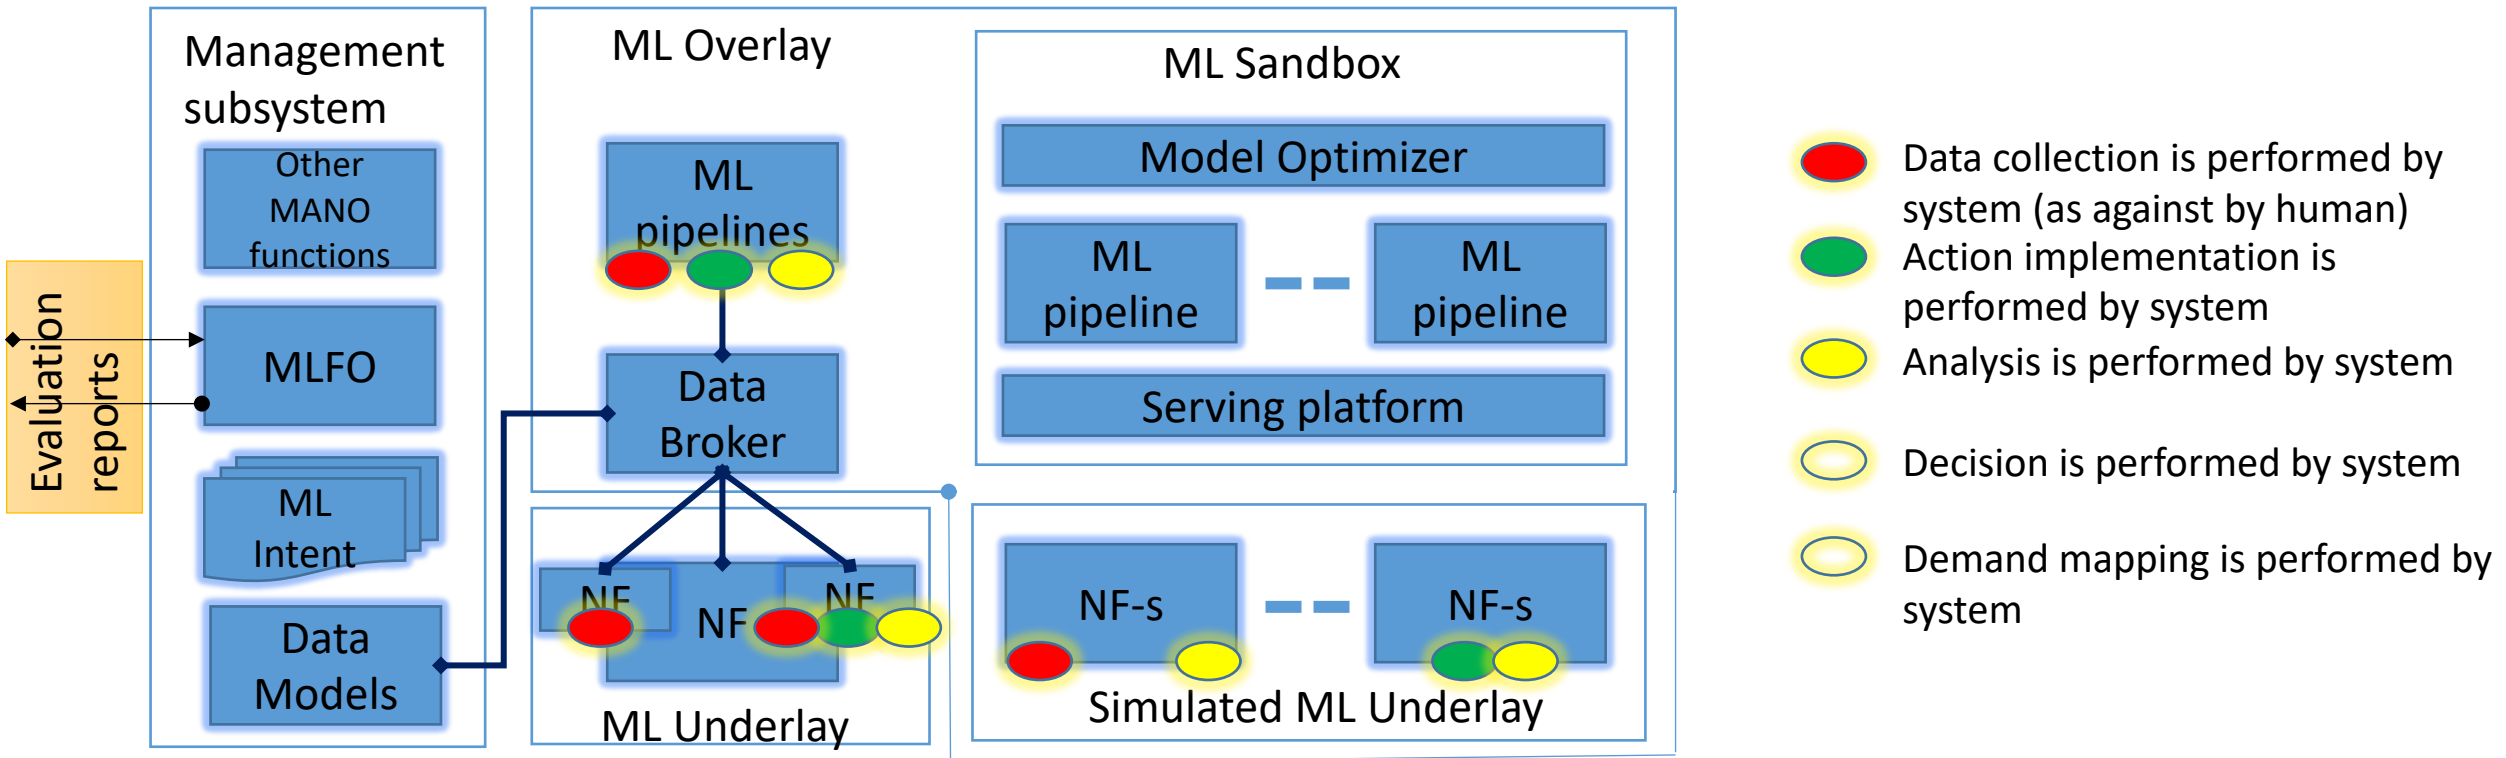 Management
subsystem
Other
MANO
functions
MLFO
ML
Intent
Data
Models
Evaluation
reports
ML Overlay
ML
pipelines
Data
Broker
NF
NF
NF
ML Underlay
ML Sandbox
Model Optimizer
ML
pipeline
ML
pipeline
Serving platform
NF-s
NF-s
Simulated ML Underlay
Data collection is performed by
system (as against by human)
Action implementation is
performed by system
Analysis is performed by system
Decision is performed by system
Demand mapping is performed by
system